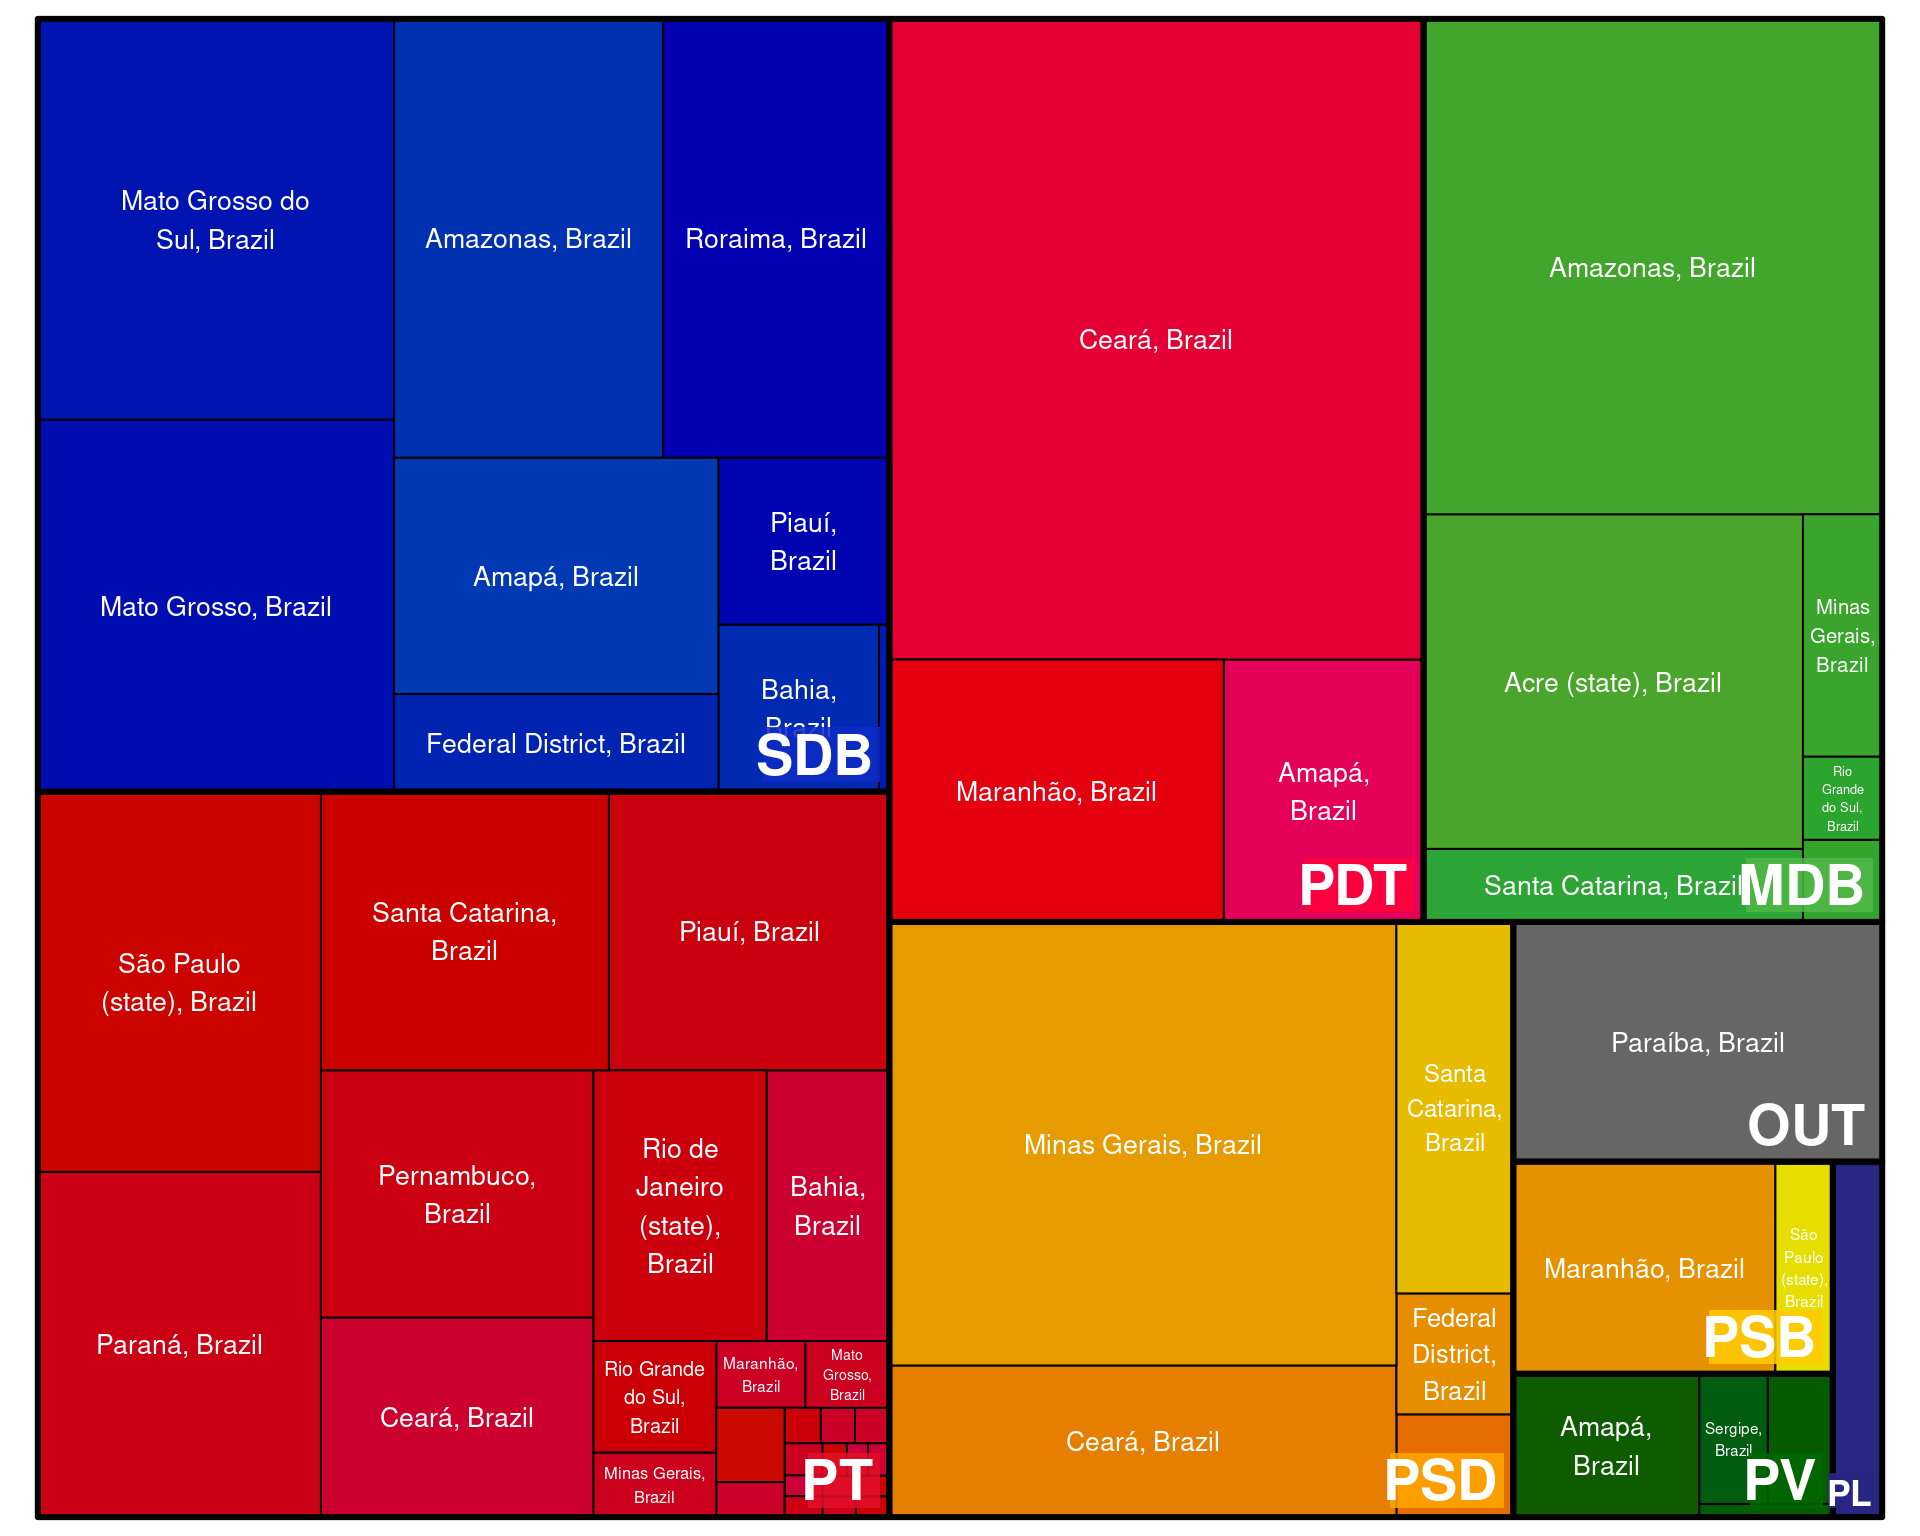 Mato Grosso do
Sul, Brazil
Amazonas, Brazil
Roraima, Brazil
Mato Grosso, Brazil
Amapá, Brazil
Piauí,
Brazil
Federal District, Brazil
Bahia,
Brazil
SDB
Ceará, Brazil
Maranhão, Brazil
Amapá,
Brazil
PDT
Amazonas, Brazil
Acre (state), Brazil
Minas
Gerais,
Brazil
Rio
Grande
do Sul,
Brazil
Santa Catarina, Brazil
MDB
São Paulo
(state), Brazil
Santa Catarina,
Brazil
Piauí, Brazil
Paraná, Brazil
Pernambuco,
Brazil
Rio de
Janeiro
(state),
Brazil
Bahia,
Brazil
Ceará, Brazil
Rio Grande
do Sul,
Brazil
Maranhão,
Brazil
Mato
Grosso,
Brazil
Minas Gerais,
Brazil
PT
Minas Gerais, Brazil
Santa
Catarina,
Brazil
Federal
District,
Brazil
Ceará, Brazil
PSD
Paraíba, Brazil
OUT
Maranhão, Brazil
São
Paulo
(state),
Brazil
PSB
Amapá,
Brazil
Sergipe,
Brazil
PV
PL